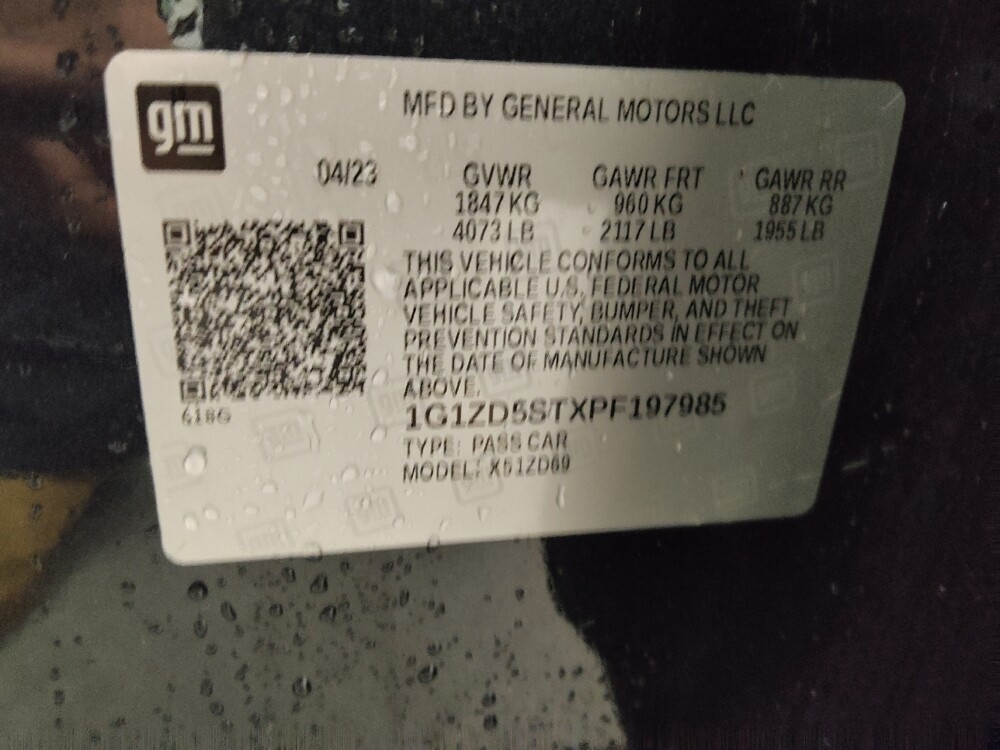 gm
MFD BY GENERAL MOTORS LLC
04/23 GVWR GAWR FRT GAWR RR
1847 KG 960 KG 887 KG
4073 LB 2117 LB 1955 LB
THIS VEHICLE CONFORMS TO ALL
APPLICABLE U.S. FEDERAL MOTOR
VEHICLE SAFETY, BUMPER, AND THEFT
PREVENTION STANDARDS IN EFFECT ON
THE DATE OF MANUFACTURE SHOWN
ABOVE.
618G
1G1ZD5STXPF197985
TYPE: PASS CAR
MODEL: